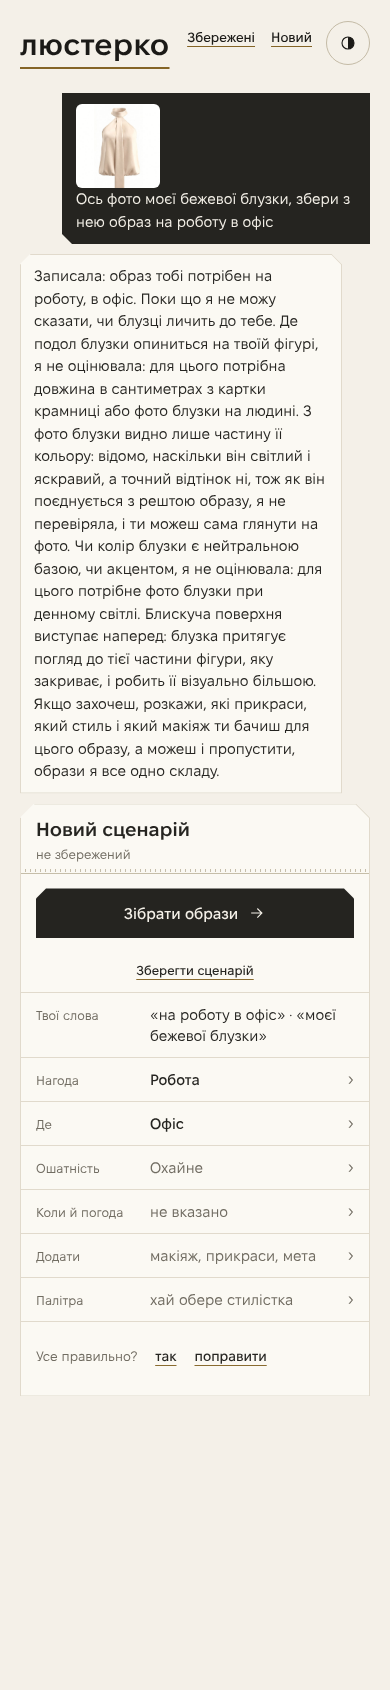 люстерко
Збережені
Новий
Ось фото моєї бежевої блузки, збери з
нею образ на роботу в офіс
Записала: образ тобі потрібен на
роботу, в офіс. Поки що я не можу
сказати, чи блузці личить до тебе. Де
подол блузки опиниться на твоїй фігурі,
я не оцінювала: для цього потрібна
довжина в сантиметрах з картки
крамниці або фото блузки на людині. З
фото блузки видно лише частину її
кольору: відомо, наскільки він світлий і
яскравий, а точний відтінок ні, тож як він
поєднується з рештою образу, я не
перевіряла, і ти можеш сама глянути на
фото. Чи колір блузки є нейтральною
базою, чи акцентом, я не оцінювала: для
цього потрібне фото блузки при
денному світлі. Блискуча поверхня
виступає наперед: блузка притягує
погляд до тієї частини фігури, яку
закриває, і робить її візуально більшою.
Якщо захочеш, розкажи, які прикраси,
який стиль і який макіяж ти бачиш для
цього образу, а можеш і пропустити,
образи я все одно складу.
Новий сценарій
не збережений
Зібрати образи →
Зберегти сценарій
Твої слова
«на роботу в офіс» · «моєї
бежевої блузки»
Нагода
Робота
Де
Офіс
Ошатність
Охайне
Коли й погода
не вказано
Додати
макіяж, прикраси, мета
Палітра
хай обере стилістка
Усе правильно?
так
поправити